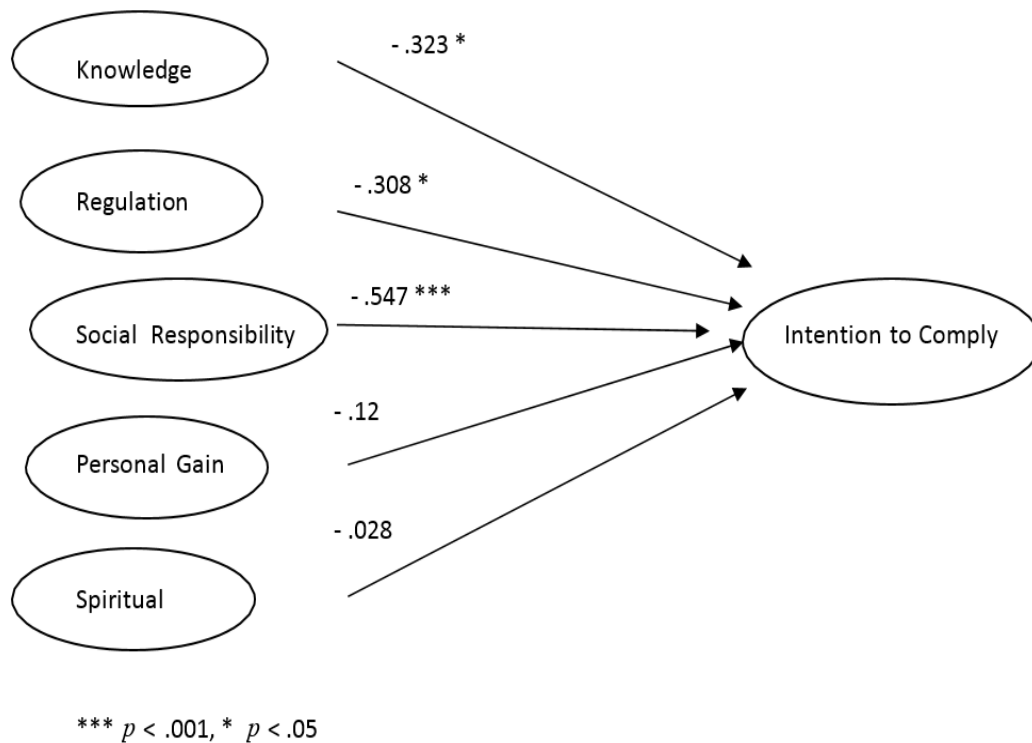 - .323 *
Knowledge
- .308 *
Regulation
- .547 ***
Social Responsibility
Intention to Comply
- .12
Personal Gain
- .028
Spiritual
*** p < .001, * p < .05